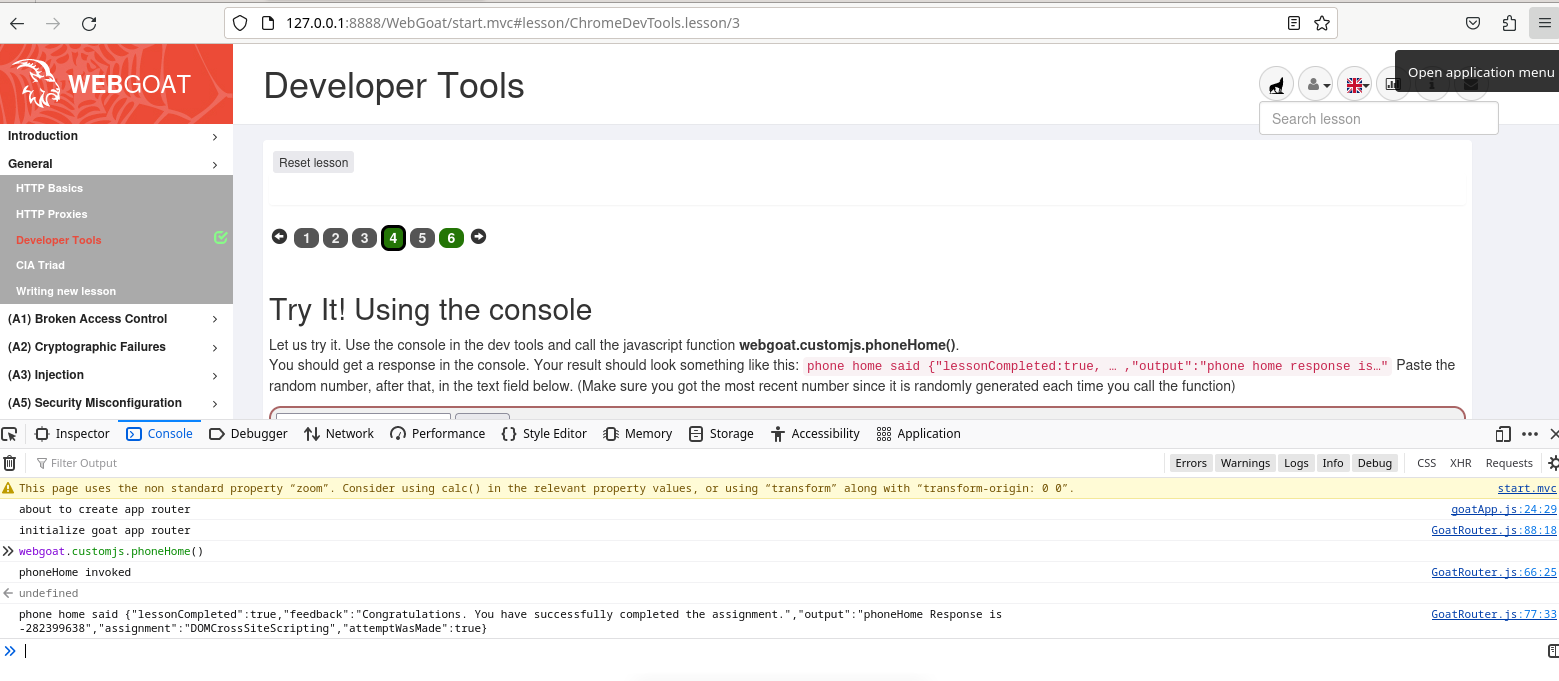 127.0.0.1:8888/WebGoat/start.mvc#lesson/ChromeDevTools.lesson/3
Open application menu
WEBGOAT
Developer Tools
Search lesson
Introduction
General
HTTP Basics
HTTP Proxies
Developer Tools
CIA Triad
Writing new lesson
(A1) Broken Access Control
(A2) Cryptographic Failures
(A3) Injection
(A5) Security Misconfiguration
Reset lesson
1 2 3 4 5 6
Try It! Using the console
Let us try it. Use the console in the dev tools and call the javascript function webgoat.customjs.phoneHome().
You should get a response in the console. Your result should look something like this: phone home said {"lessonCompleted:true, … ,"output":"phone home response is…" Paste the
random number, after that, in the text field below. (Make sure you got the most recent number since it is randomly generated each time you call the function)
Inspector Console Debugger Network Performance Style Editor Memory Storage Accessibility Application
Filter Output Errors Warnings Logs Info Debug CSS XHR Requests
This page uses the non standard property “zoom”. Consider using calc() in the relevant property values, or using “transform” along with “transform-origin: 0 0”. start.mvc
about to create app router goatApp.js:24:29
initialize goat app router GoatRouter.js:88:18
webgoat.customjs.phoneHome()
phoneHome invoked GoatRouter.js:66:25
undefined
phone home said {"lessonCompleted":true,"feedback":"Congratulations. You have successfully completed the assignment.","output":"phoneHome Response is GoatRouter.js:77:33
-282399638","assignment":"DOMCrossSiteScripting","attemptWasMade":true}